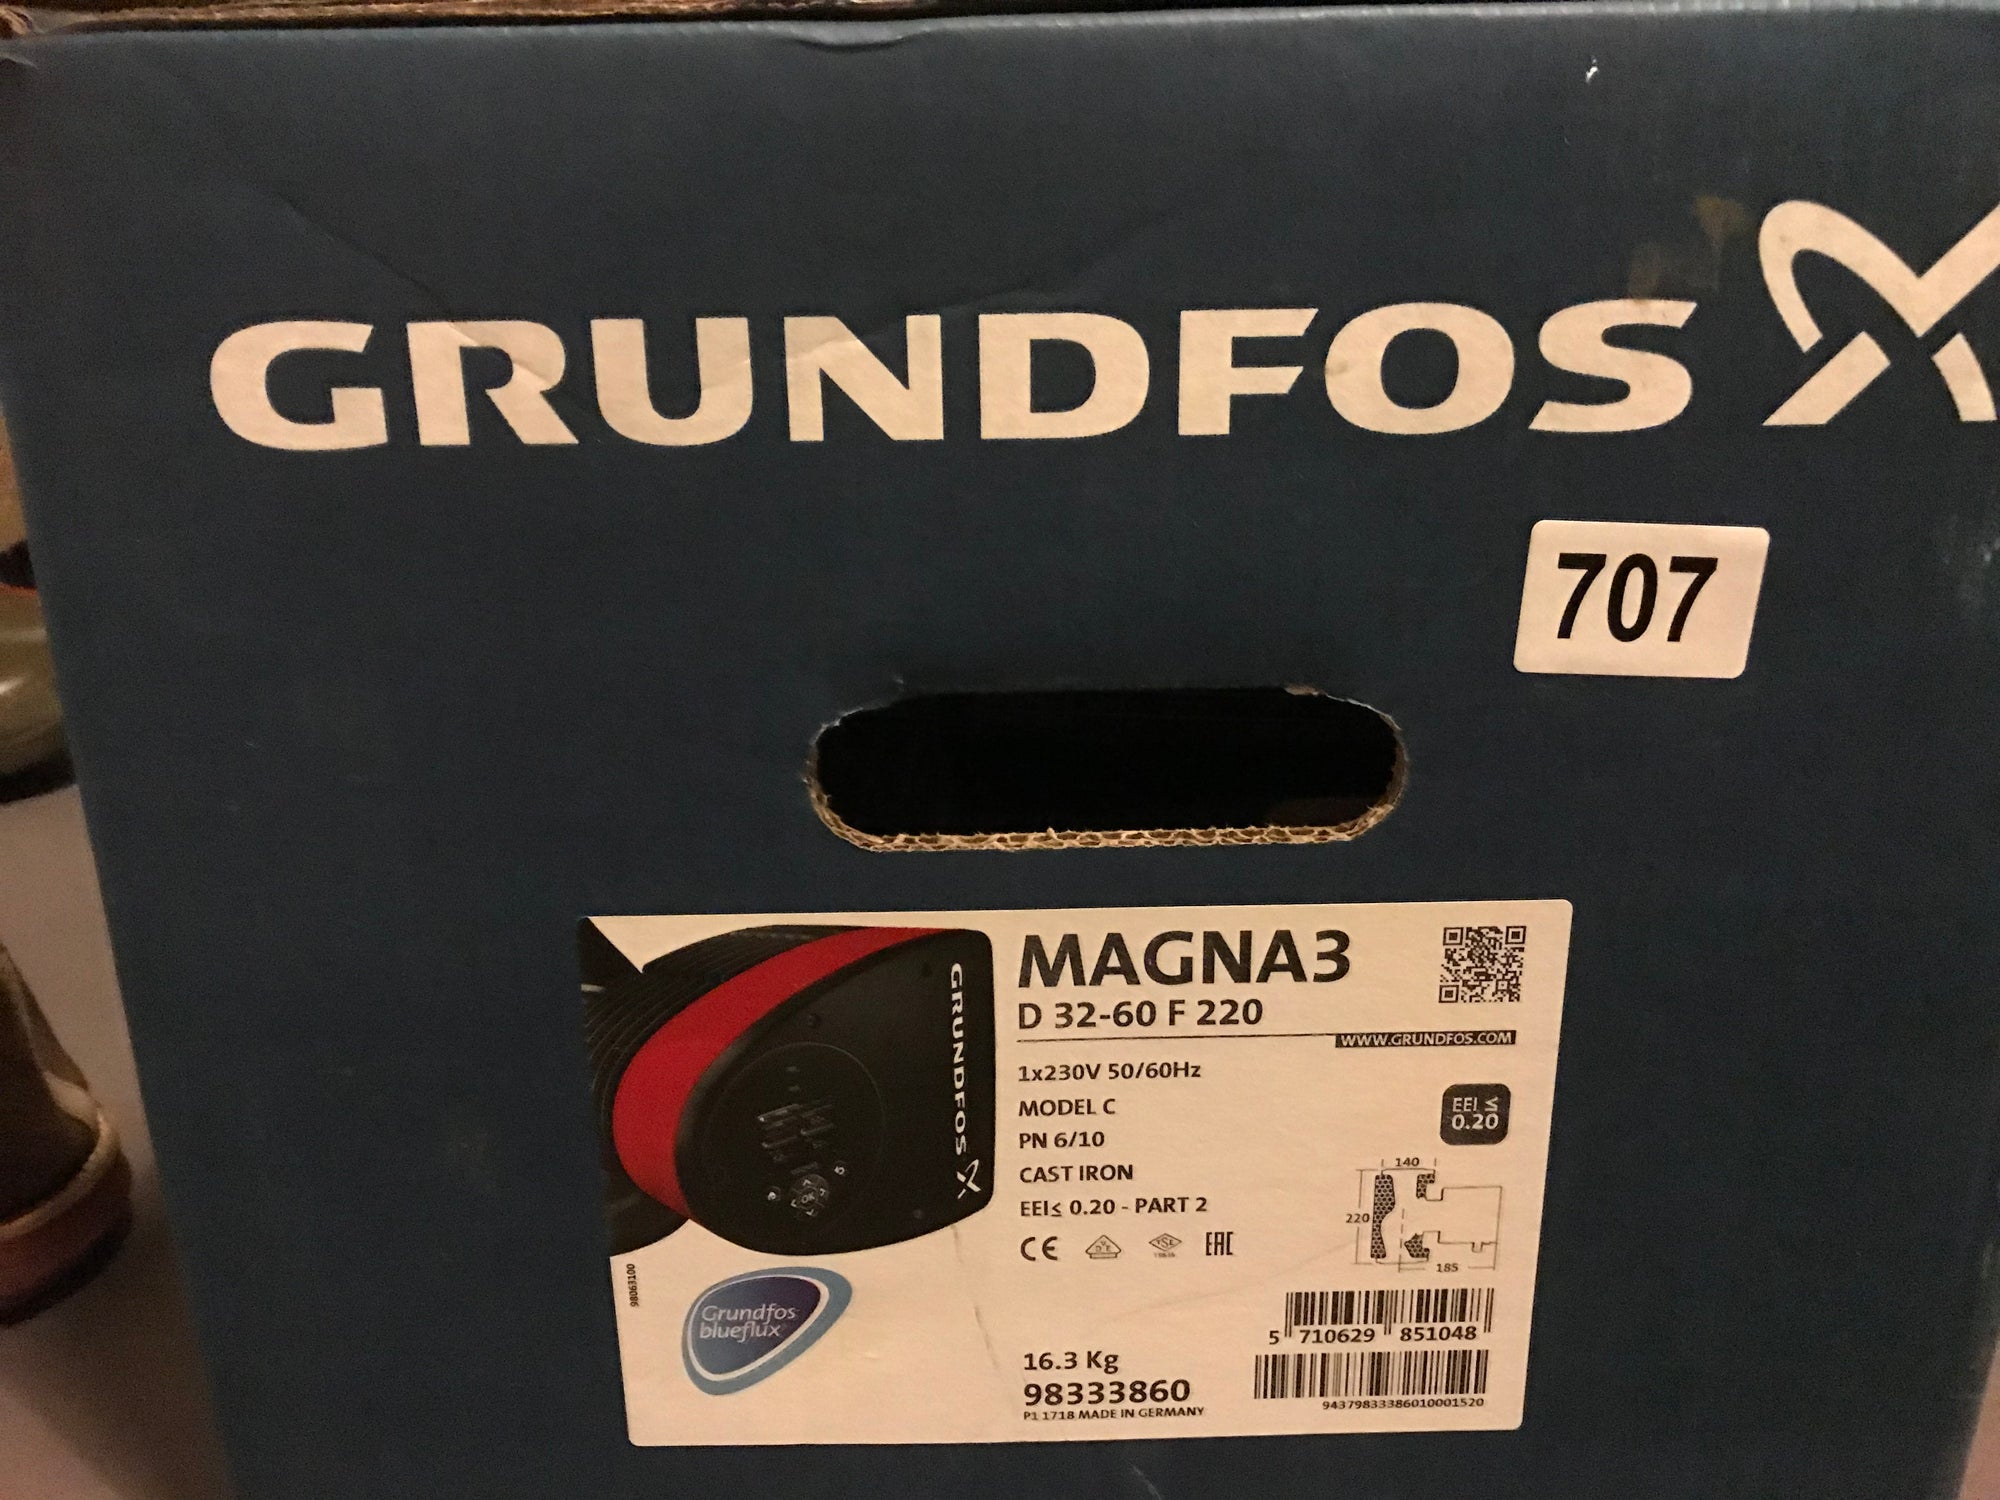 GRUNDFOS
707
MAGNA3
D 32-60 F 220
WWW.GRUNDFOS.COM
1x230V 50/60Hz
MODEL C
PN 6/10
CAST IRON
EEI≤ 0.20 - PART 2
CE EAC
EEI ≤
0.20
140
220
185
GRUNDFOS
98063100
Grundfos
blueflux
16.3 Kg
98333860
P1 1718 MADE IN GERMANY
5 710629 851048
94379833386010001520